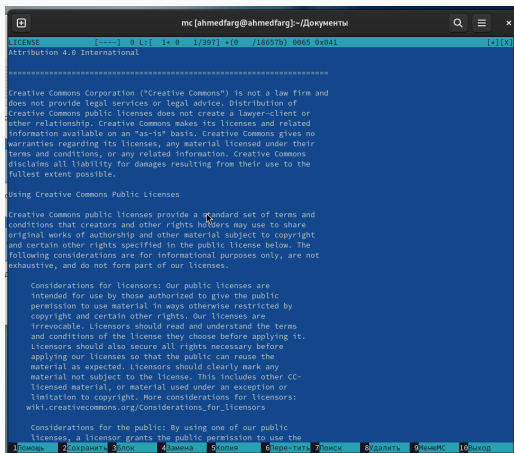 mc [ahmedfarg@ahmedfarg]:~/Документы
LICENSE [----] 0 L:[ 1+ 0 1/397] *(0 /18657b) 0065 0x041 [*][X]
Attribution 4.0 International
=======================================================================
Creative Commons Corporation ("Creative Commons") is not a law firm and
does not provide legal services or legal advice. Distribution of
Creative Commons public licenses does not create a lawyer-client or
other relationship. Creative Commons makes its licenses and related
information available on an "as-is" basis. Creative Commons gives no
warranties regarding its licenses, any material licensed under their
terms and conditions, or any related information. Creative Commons
disclaims all liability for damages resulting from their use to the
fullest extent possible.
Using Creative Commons Public Licenses
Creative Commons public licenses provide a standard set of terms and
conditions that creators and other rights holders may use to share
original works of authorship and other material subject to copyright
and certain other rights specified in the public license below. The
following considerations are for informational purposes only, are not
exhaustive, and do not form part of our licenses.
Considerations for licensors: Our public licenses are
intended for use by those authorized to give the public
permission to use material in ways otherwise restricted by
copyright and certain other rights. Our licenses are
irrevocable. Licensors should read and understand the terms
and conditions of the license they choose before applying it.
Licensors should also secure all rights necessary before
applying our licenses so that the public can reuse the
material as expected. Licensors should clearly mark any
material not subject to the license. This includes other CC-
licensed material, or material used under an exception or
limitation to copyright. More considerations for licensors:
wiki.creativecommons.org/Considerations_for_licensors
Considerations for the public: By using one of our public
licenses, a licensor grants the public permission to use the
1Помощь 2Сохранить 3Блок 4Замена 5Копия 6Пере~тить 7Поиск 8Удалить 9МенюMC 10Выход